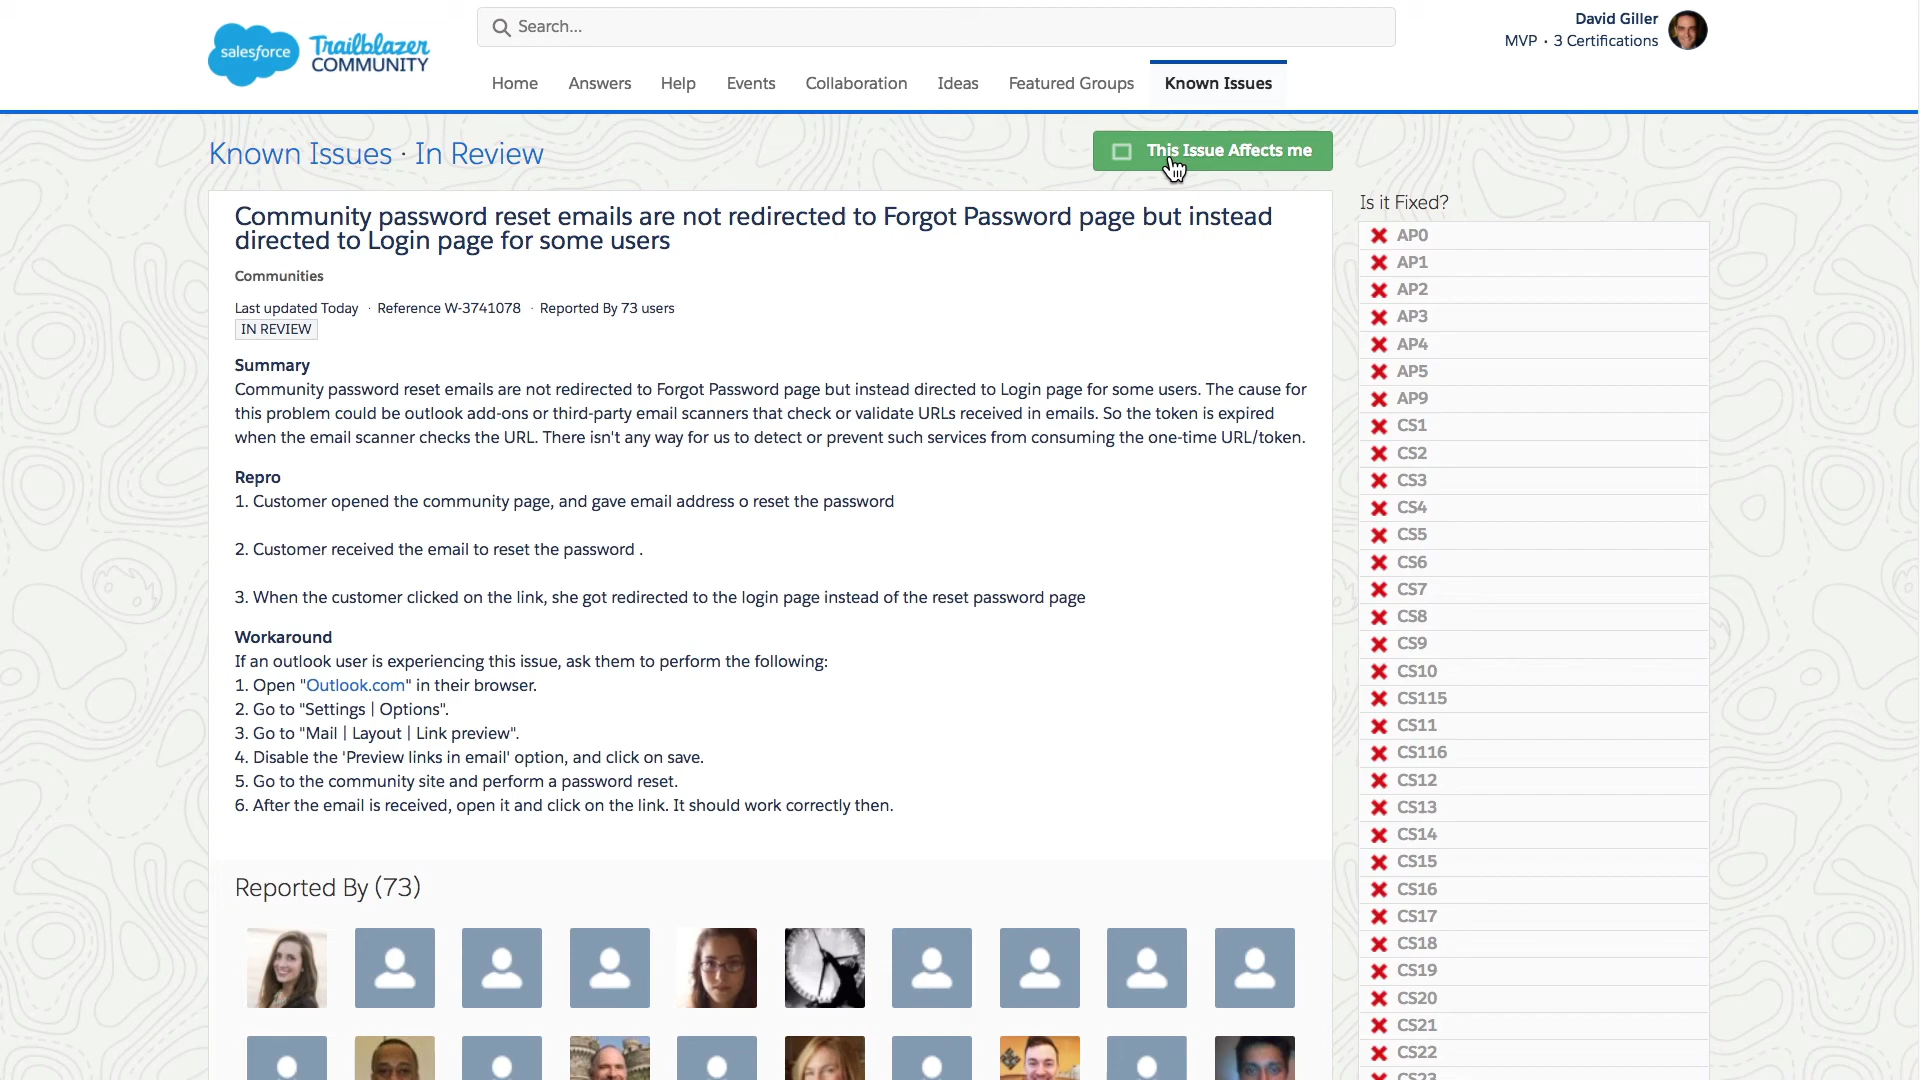 salesforce
Trailblazer
COMMUNITY
Search...
David Giller
MVP · 3 Certifications
Home
Answers
Help
Events
Collaboration
Ideas
Featured Groups
Known Issues
Known Issues · In Review
This Issue Affects me
Community password reset emails are not redirected to Forgot Password page but instead
directed to Login page for some users
Communities
Last updated Today · Reference W-3741078 · Reported By 73 users
IN REVIEW
Summary
Community password reset emails are not redirected to Forgot Password page but instead directed to Login page for some users. The cause for
this problem could be outlook add-ons or third-party email scanners that check or validate URLs received in emails. So the token is expired
when the email scanner checks the URL. There isn't any way for us to detect or prevent such services from consuming the one-time URL/token.
Repro
1. Customer opened the community page, and gave email address o reset the password
2. Customer received the email to reset the password .
3. When the customer clicked on the link, she got redirected to the login page instead of the reset password page
Workaround
If an outlook user is experiencing this issue, ask them to perform the following:
1. Open "Outlook.com" in their browser.
2. Go to "Settings | Options".
3. Go to "Mail | Layout | Link preview".
4. Disable the 'Preview links in email' option, and click on save.
5. Go to the community site and perform a password reset.
6. After the email is received, open it and click on the link. It should work correctly then.
Reported By (73)
Is it Fixed?
AP0
AP1
AP2
AP3
AP4
AP5
AP9
CS1
CS2
CS3
CS4
CS5
CS6
CS7
CS8
CS9
CS10
CS115
CS11
CS116
CS12
CS13
CS14
CS15
CS16
CS17
CS18
CS19
CS20
CS21
CS22
CS23